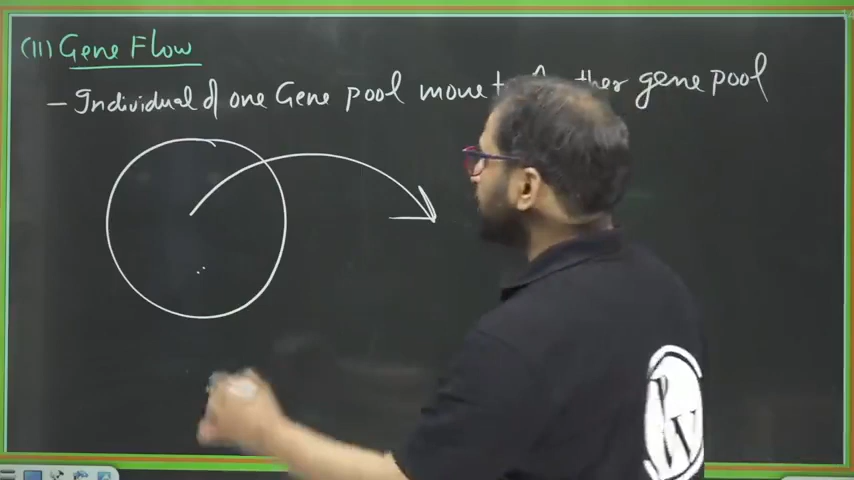 (II) Gene Flow
- Individual of one Gene pool move gene pool